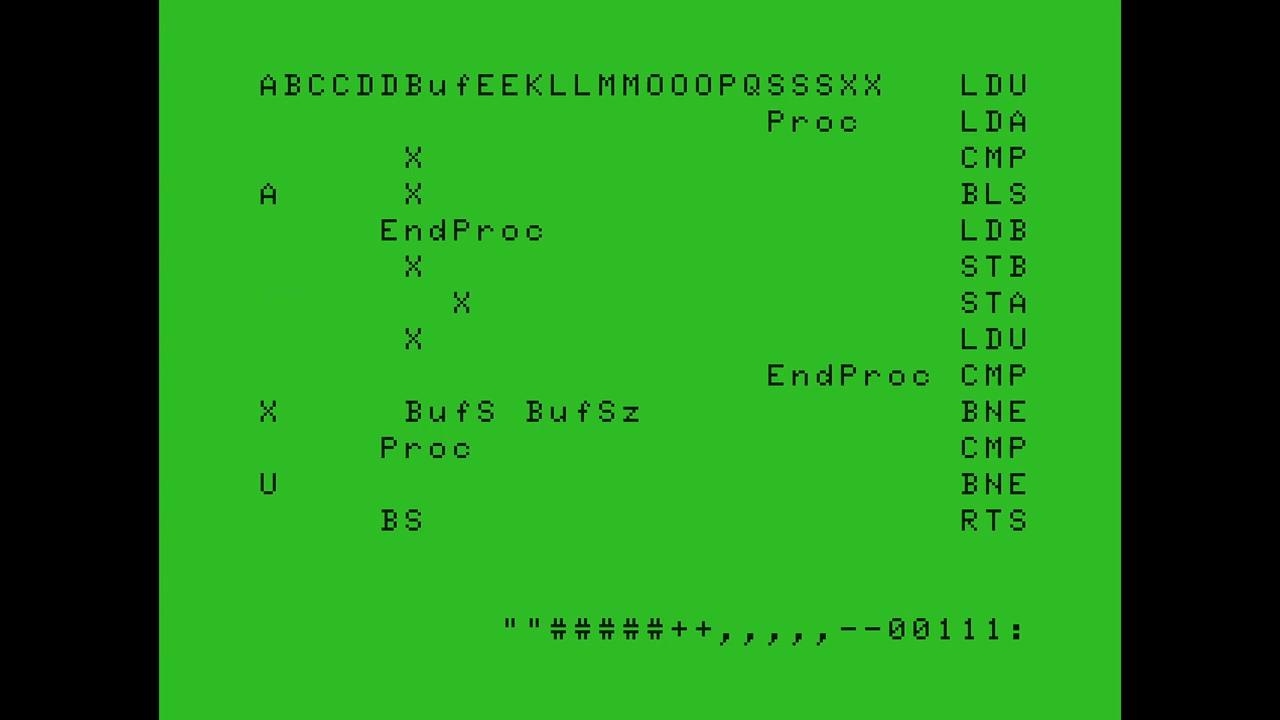 ABCCDDBufEEKLLMMOOOPQSSSXX LDU
Proc LDA
X CMP
A X BLS
EndProc LDB
X STB
X STA
X LDU
EndProc CMP
X BufS BufSz BNE
Proc CMP
U BNE
BS RTS
""#####++,,,,,--00111: